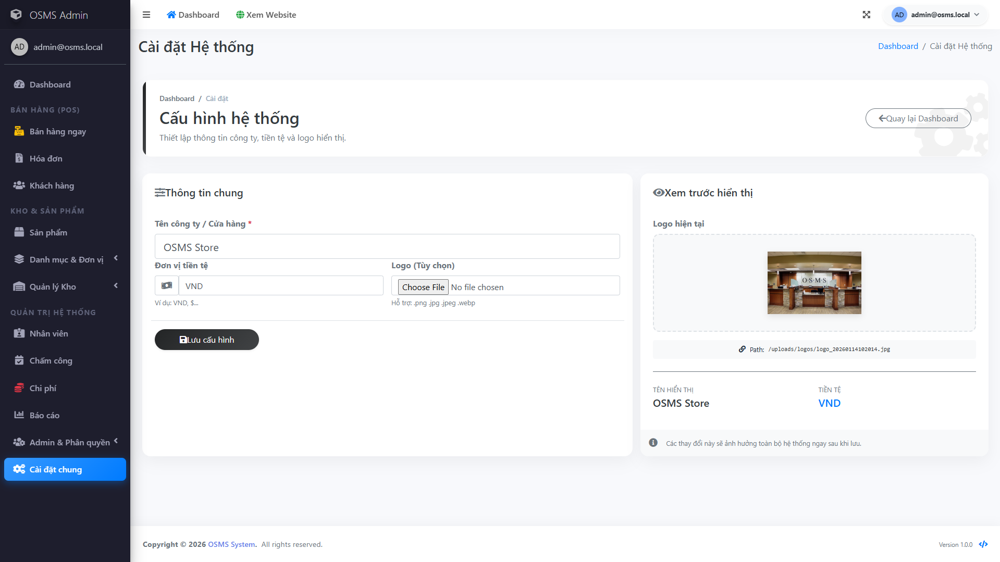 OSMS Admin
Dashboard
Xem Website
AD
admin@osms.local
AD
admin@osms.local
Dashboard
BÁN HÀNG (POS)
Bán hàng ngay
Hóa đơn
Khách hàng
KHO & SẢN PHẨM
Sản phẩm
Danh mục & Đơn vị
Quản lý Kho
QUẢN TRỊ HỆ THỐNG
Nhân viên
Chấm công
Chi phí
Báo cáo
Admin & Phân quyền
Cài đặt chung
Cài đặt Hệ thống
Dashboard / Cài đặt Hệ thống
Dashboard / Cài đặt
Cấu hình hệ thống
Thiết lập thông tin công ty, tiền tệ và logo hiển thị.
Quay lại Dashboard
Thông tin chung
Tên công ty / Cửa hàng *
OSMS Store
Đơn vị tiền tệ
VND
Ví dụ: VND, $...
Logo (Tùy chọn)
Choose File No file chosen
Hỗ trợ: .png .jpg .jpeg .webp
Lưu cấu hình
Xem trước hiển thị
Logo hiện tại
O·S·M·S
Path: /uploads/logos/logo_20260114102014.jpg
TÊN HIỂN THỊ
OSMS Store
TIỀN TỆ
VND
Các thay đổi này sẽ ảnh hưởng toàn bộ hệ thống ngay sau khi lưu.
Copyright © 2026 OSMS System. All rights reserved.
Version 1.0.0